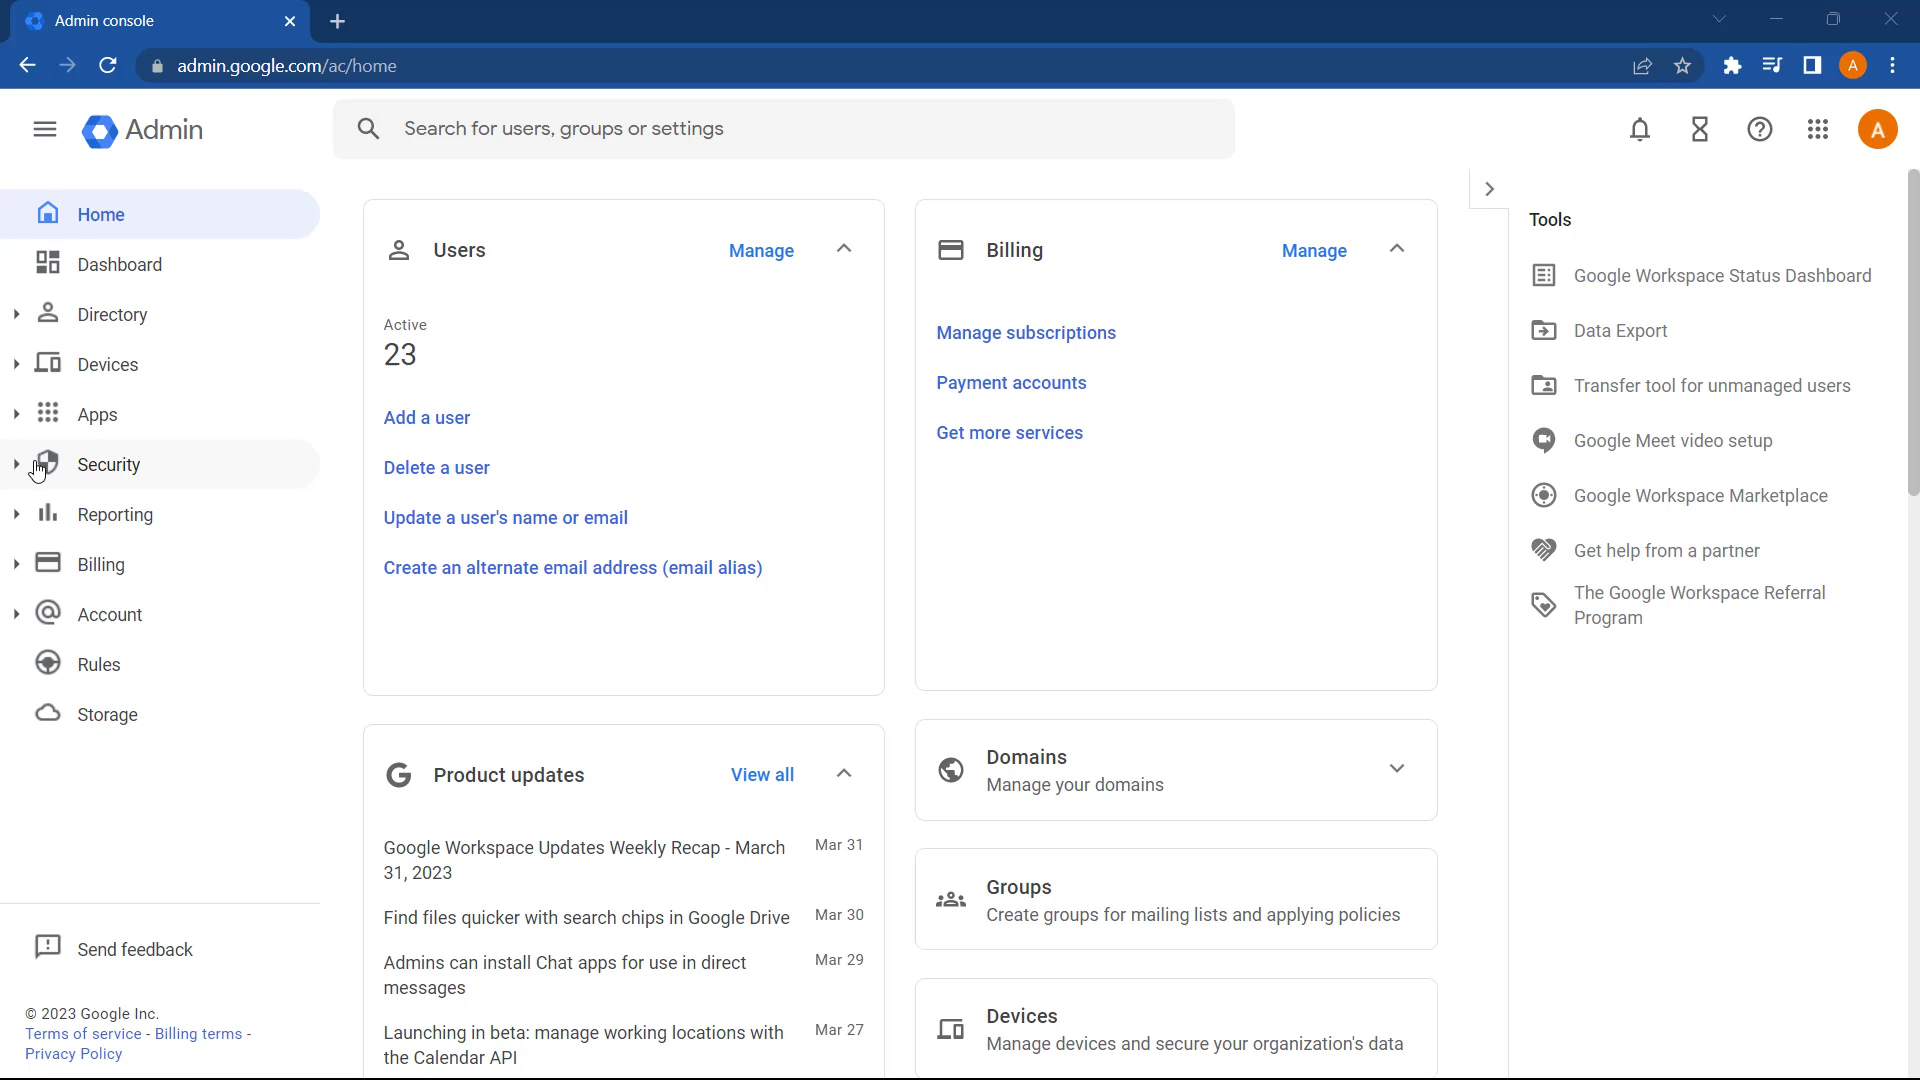 Admin console
admin.google.com/ac/home
A
Admin
Search for users, groups or settings
A
Home
Dashboard
Directory
Devices
Apps
Security
Reporting
Billing
Account
Rules
Storage
Send feedback
© 2023 Google Inc.
Terms of service - Billing terms -
Privacy Policy
Users
Manage
Active
23
Add a user
Delete a user
Update a user's name or email
Create an alternate email address (email alias)
Product updates
View all
Google Workspace Updates Weekly Recap - March
31, 2023
Mar 31
Find files quicker with search chips in Google Drive
Mar 30
Admins can install Chat apps for use in direct
messages
Mar 29
Launching in beta: manage working locations with
the Calendar API
Mar 27
Billing
Manage
Manage subscriptions
Payment accounts
Get more services
Domains
Manage your domains
Groups
Create groups for mailing lists and applying policies
Devices
Manage devices and secure your organization's data
Tools
Google Workspace Status Dashboard
Data Export
Transfer tool for unmanaged users
Google Meet video setup
Google Workspace Marketplace
Get help from a partner
The Google Workspace Referral
Program